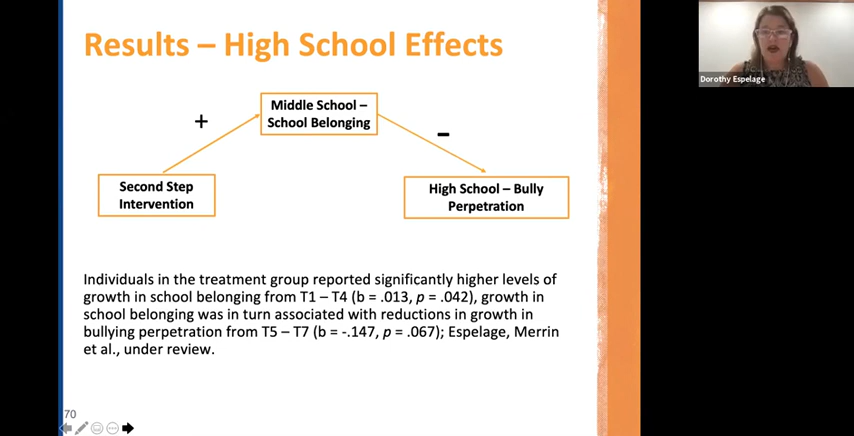 Results – High School Effects
Dorothy Espelage
Middle School –
School Belonging
+
–
Second Step
Intervention
High School – Bully
Perpetration
Individuals in the treatment group reported significantly higher levels of
growth in school belonging from T1 – T4 (b = .013, p = .042), growth in
school belonging was in turn associated with reductions in growth in
bullying perpetration from T5 – T7 (b = -.147, p = .067); Espelage, Merrin
et al., under review.
70